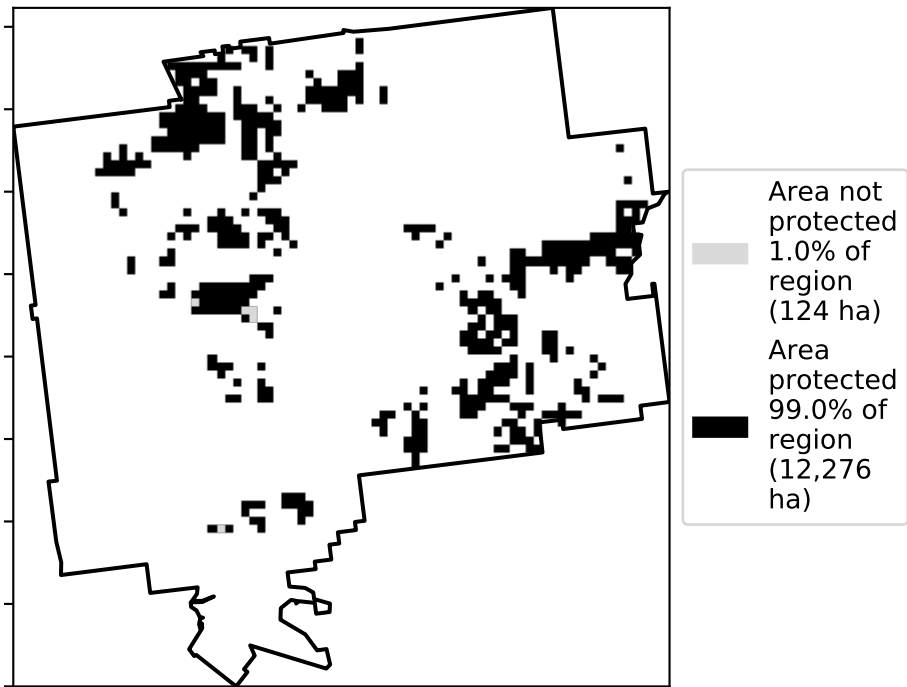 Area not
protected
1.0% of
region
(124 ha)
Area
protected
99.0% of
region
(12,276
ha)